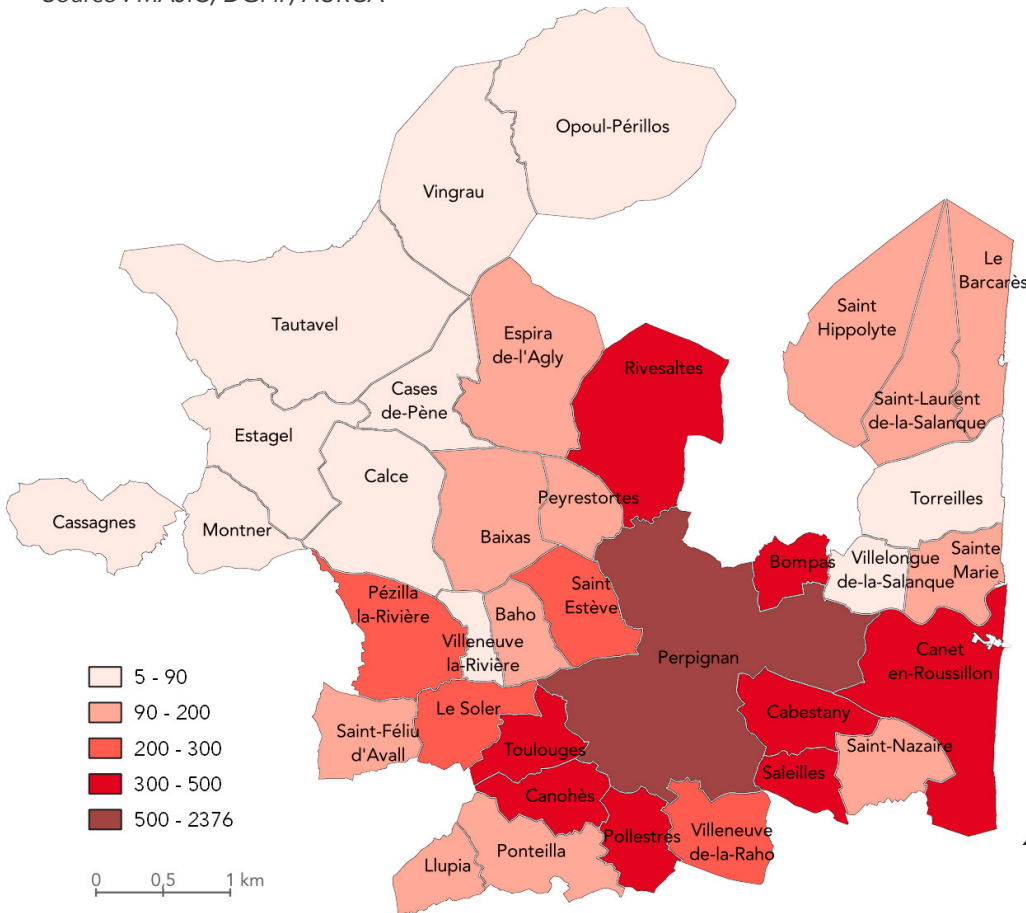 Source : MAJIC, DGFIP, AURCA
Opoul-Périllos
Vingrau
Le
Barcarès
Saint
Hippolyte
Tautavel
Espira
de-l'Agly
Rivesaltes
Cases
de-Pène
Saint-Laurent
de-la-Salanque
Estagel
Calce
Peyrestortes
Torreilles
Cassagnes
Montner
Baixas
Sainte
Marie
Villelongue
de-la-Salanque
Bompas
Saint
Estève
Pézilla
la-Rivière
Baho
Villeneuve
la-Rivière
Perpignan
Canet
en-Roussillon
5 - 90
90 - 200
200 - 300
300 - 500
500 - 2376
Le Soler
Cabestany
Saint-Féliu
d'Avall
Toulouges
Saint-Nazaire
Saleilles
Canohès
Pollestres
Villeneuve
de-la-Raho
Ponteilla
Llupia
0 0,5 1 km